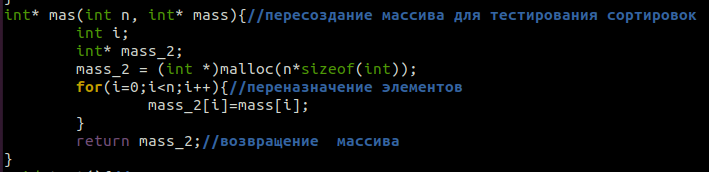 int* mas(int n, int* mass){//пересоздание массива для тестирования сортировок
        int i;
        int* mass_2;
        mass_2 = (int *)malloc(n*sizeof(int));
        for(i=0;i<n;i++){//переназначение элементов
                mass_2[i]=mass[i];
        }
        return mass_2;//возвращение  массива
}